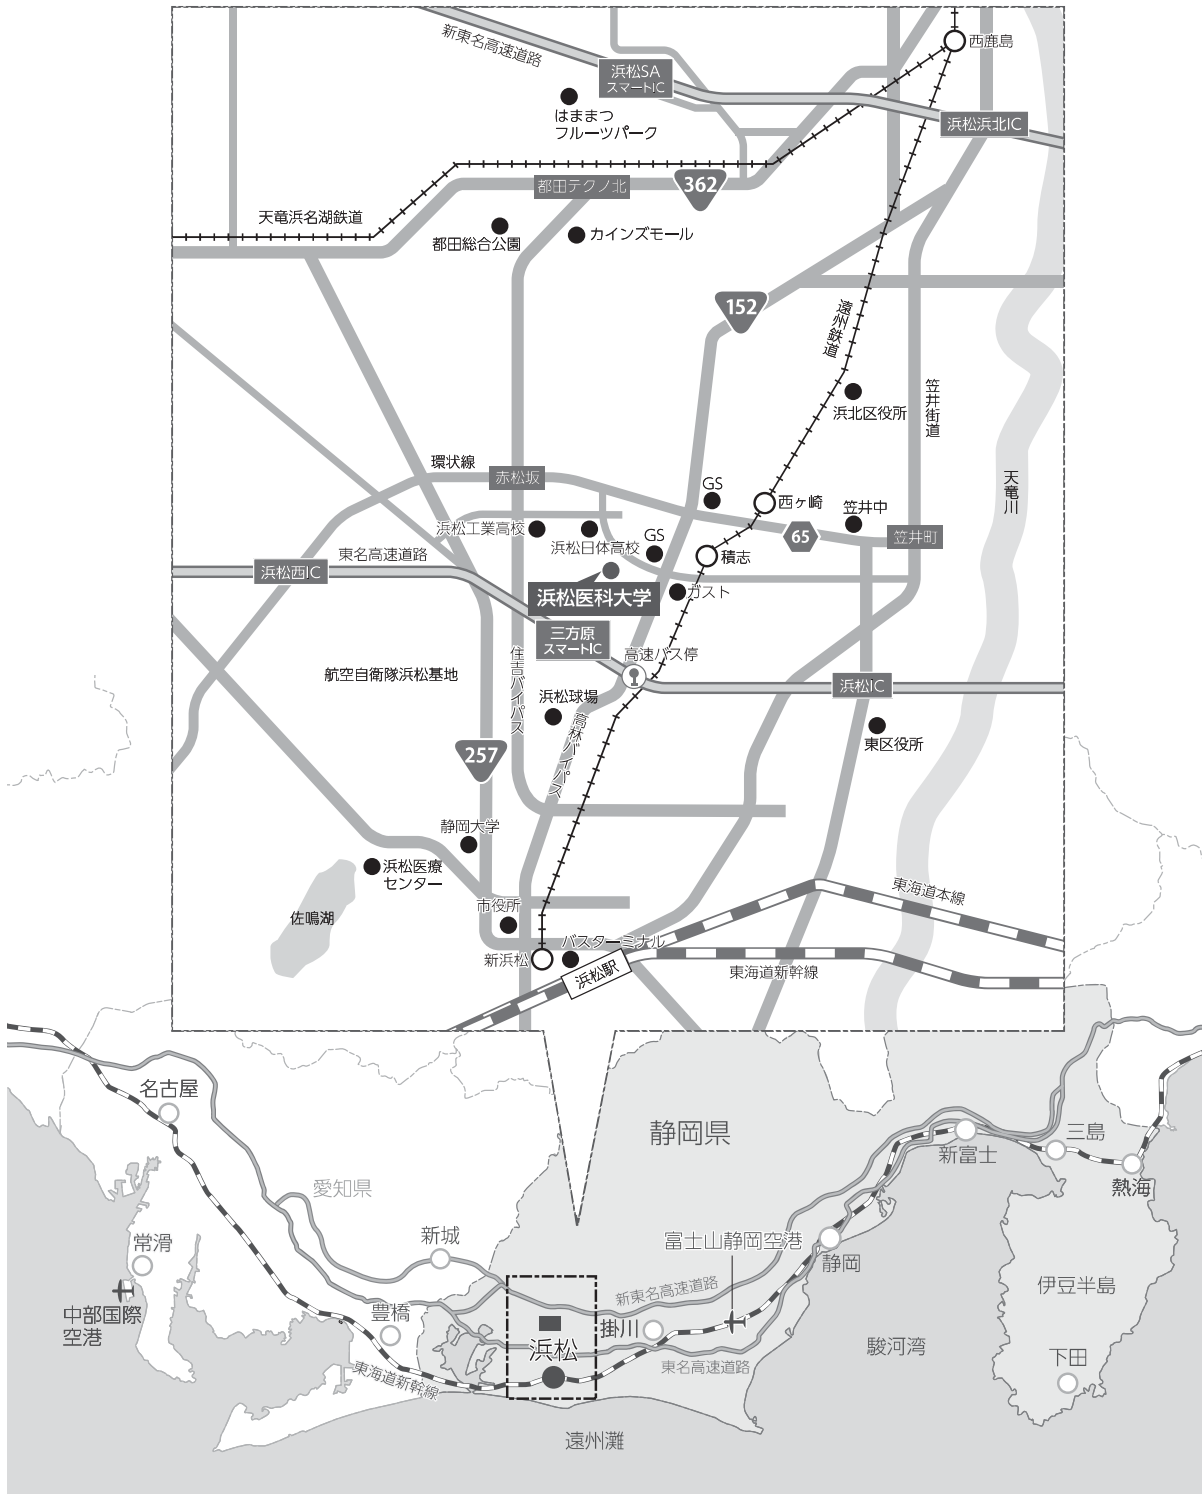 新東名高速道路
浜松SA
スマートIC
西鹿島
はままつ
フルーツパーク
浜松浜北IC
都田テクノ北
362
天竜浜名湖鉄道
都田総合公園
カインズモール
152
遠州鉄道
浜北区役所
笠井街道
環状線
赤松坂
天竜川
GS
西ヶ崎
笠井中
浜松工業高校
浜松日体高校
GS
65
笠井町
東名高速道路
積志
浜松西IC
浜松医科大学
ガスト
三方原
スマートIC
高速バス停
航空自衛隊浜松基地
住吉バイパス
浜松IC
浜松球場
高林バイパス
東区役所
257
静岡大学
浜松医療
センター
佐鳴湖
市役所
東海道本線
新浜松
バスターミナル
浜松駅
東海道新幹線
名古屋
静岡県
三島
新富士
熱海
愛知県
新城
富士山静岡空港
常滑
静岡
新東名高速道路
伊豆半島
中部国際
空港
豊橋
掛川
浜松
駿河湾
東名高速道路
下田
東海道新幹線
遠州灘